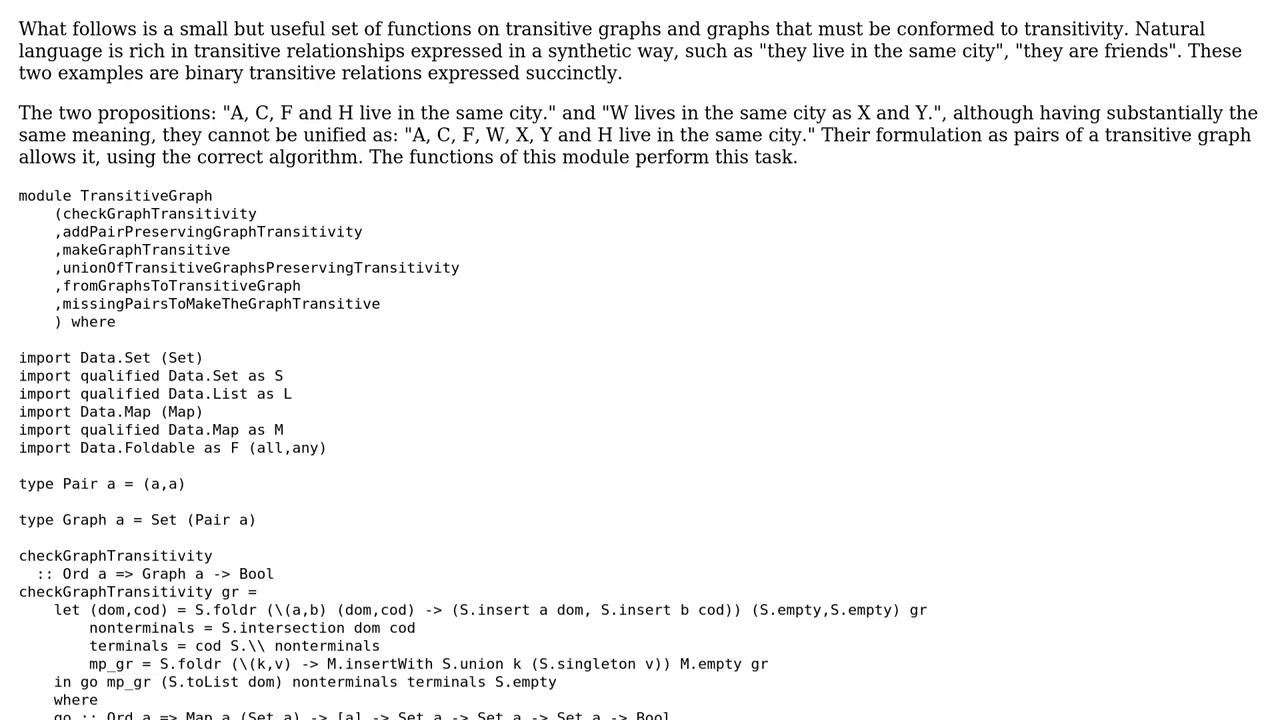 What follows is a small but useful set of functions on transitive graphs and graphs that must be conformed to transitivity. Natural
language is rich in transitive relationships expressed in a synthetic way, such as "they live in the same city", "they are friends". These
two examples are binary transitive relations expressed succinctly.
The two propositions: "A, C, F and H live in the same city." and "W lives in the same city as X and Y.", although having substantially the
same meaning, they cannot be unified as: "A, C, F, W, X, Y and H live in the same city." Their formulation as pairs of a transitive graph
allows it, using the correct algorithm. The functions of this module perform this task.
module TransitiveGraph
    (checkGraphTransitivity
    ,addPairPreservingGraphTransitivity
    ,makeGraphTransitive
    ,unionOfTransitiveGraphsPreservingTransitivity
    ,fromGraphsToTransitiveGraph
    ,missingPairsToMakeTheGraphTransitive
    ) where
import Data.Set (Set)
import qualified Data.Set as S
import qualified Data.List as L
import Data.Map (Map)
import qualified Data.Map as M
import Data.Foldable as F (all,any)
type Pair a = (a,a)
type Graph a = Set (Pair a)
checkGraphTransitivity
  :: Ord a => Graph a -> Bool
checkGraphTransitivity gr =
    let (dom,cod) = S.foldr (\(a,b) (dom,cod) -> (S.insert a dom, S.insert b cod)) (S.empty,S.empty) gr
        nonterminals = S.intersection dom cod
        terminals = cod S.\\ nonterminals
        mp_gr = S.foldr (\(k,v) -> M.insertWith S.union k (S.singleton v)) M.empty gr
    in go mp_gr (S.toList dom) nonterminals terminals S.empty
    where
    go :: Ord a => Map a (Set a) -> [a] -> Set a -> Set a -> Set a -> Bool